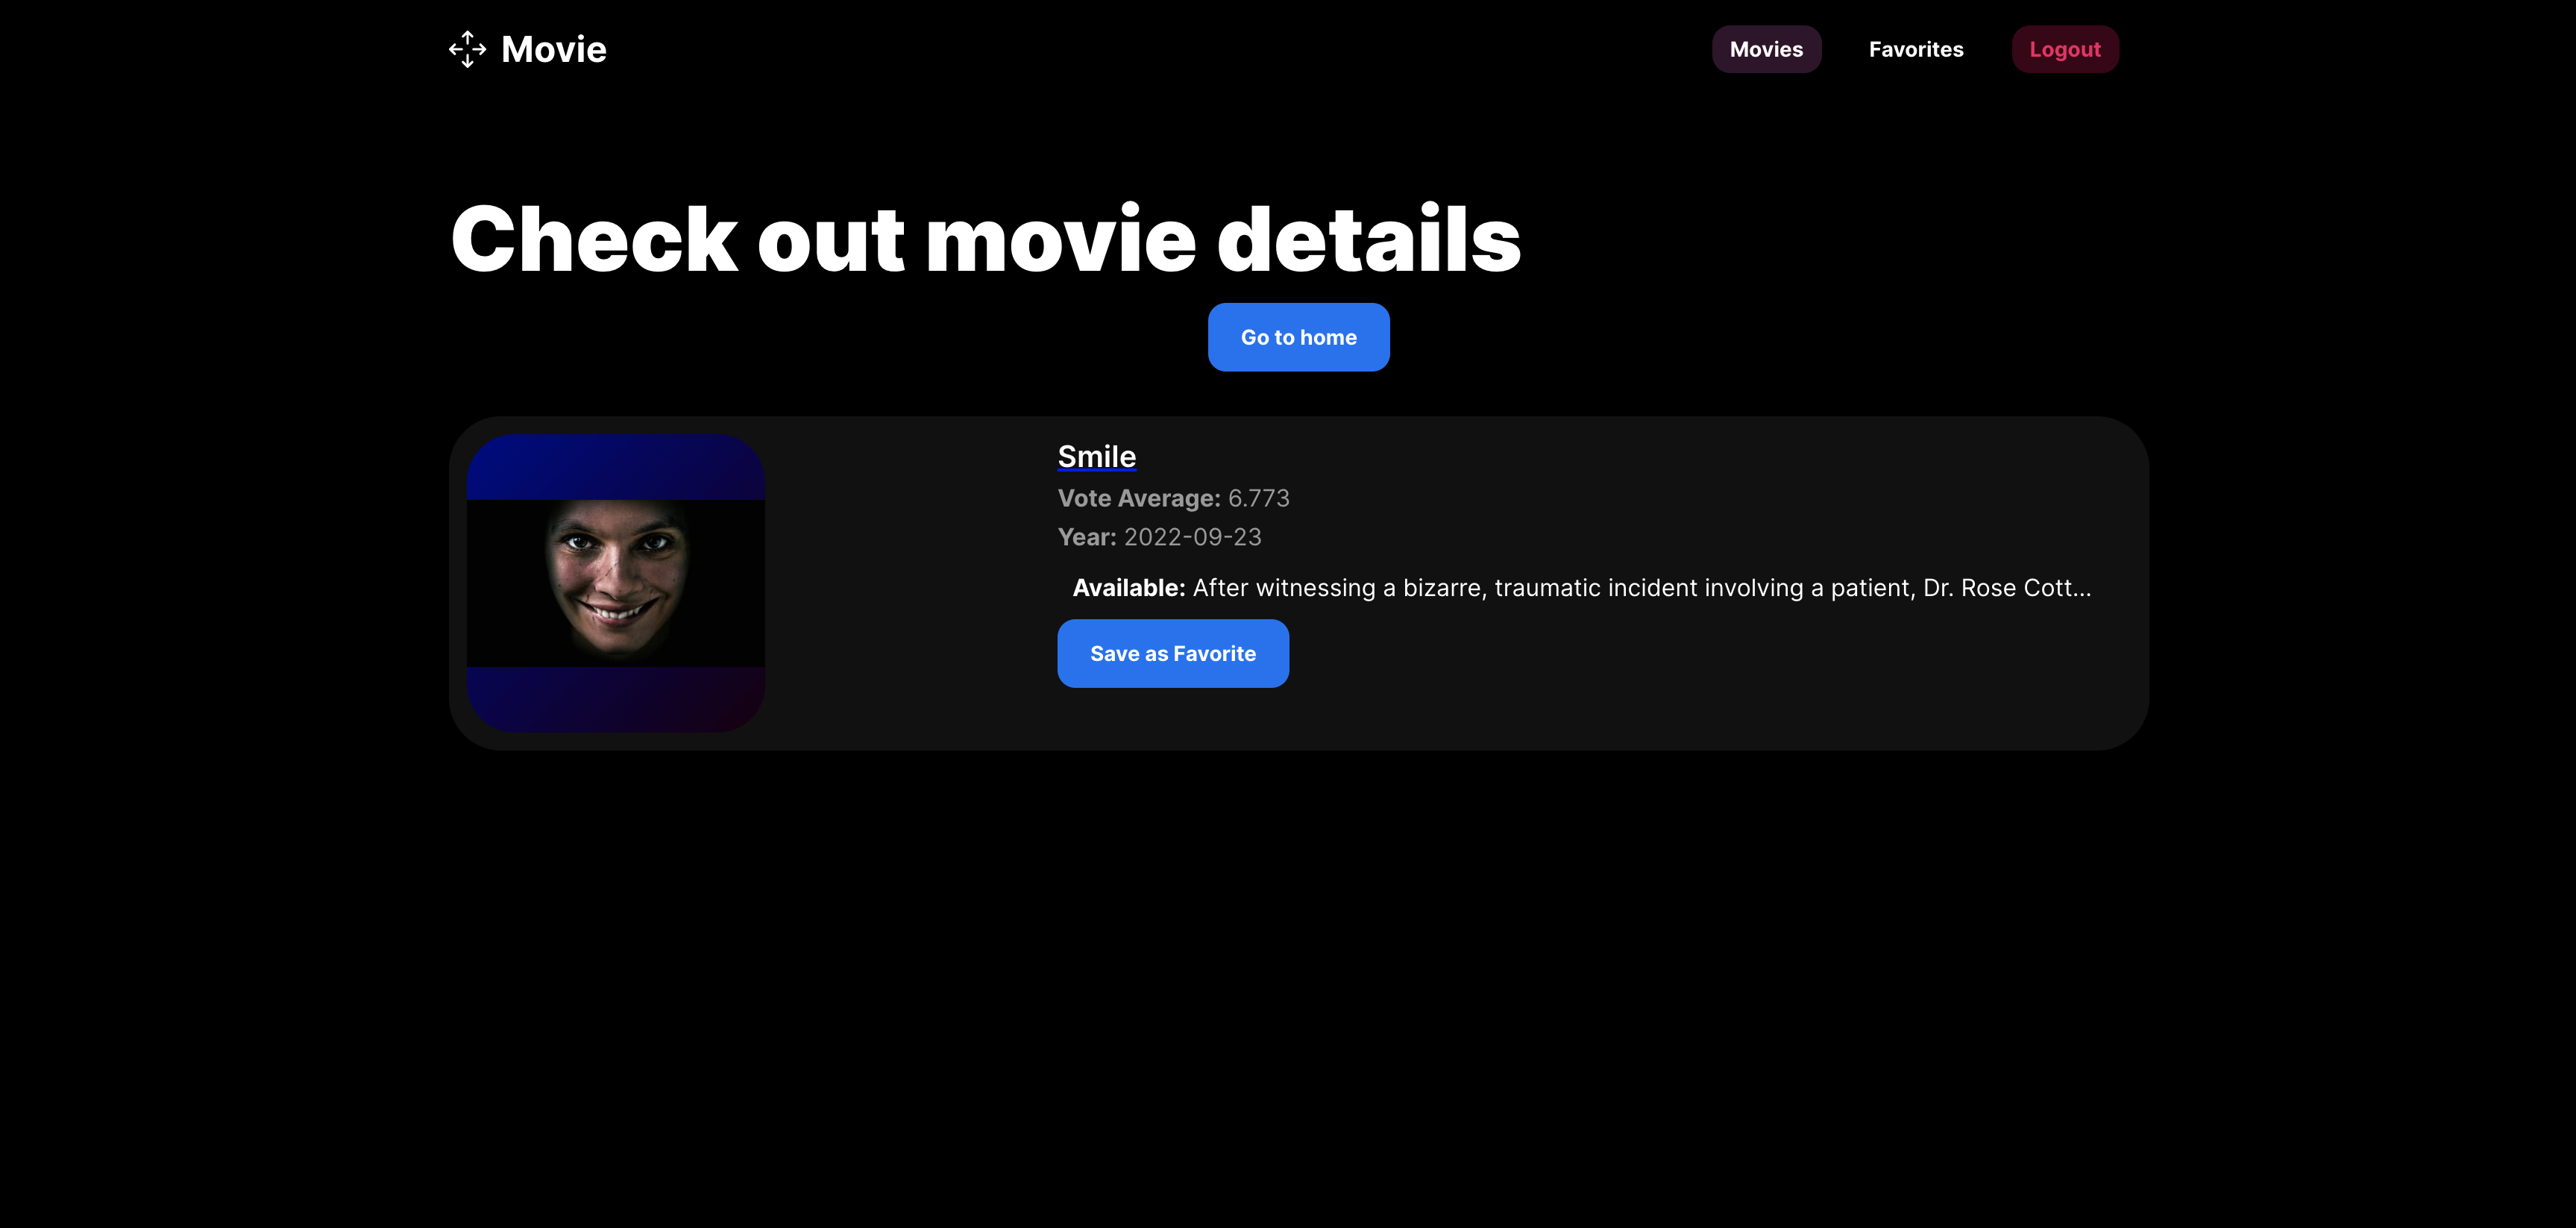 Movie
Movies
Favorites
Logout
Check out movie details
Go to home
Smile
Vote Average: 6.773
Year: 2022-09-23
Available: After witnessing a bizarre, traumatic incident involving a patient, Dr. Rose Cott...
Save as Favorite